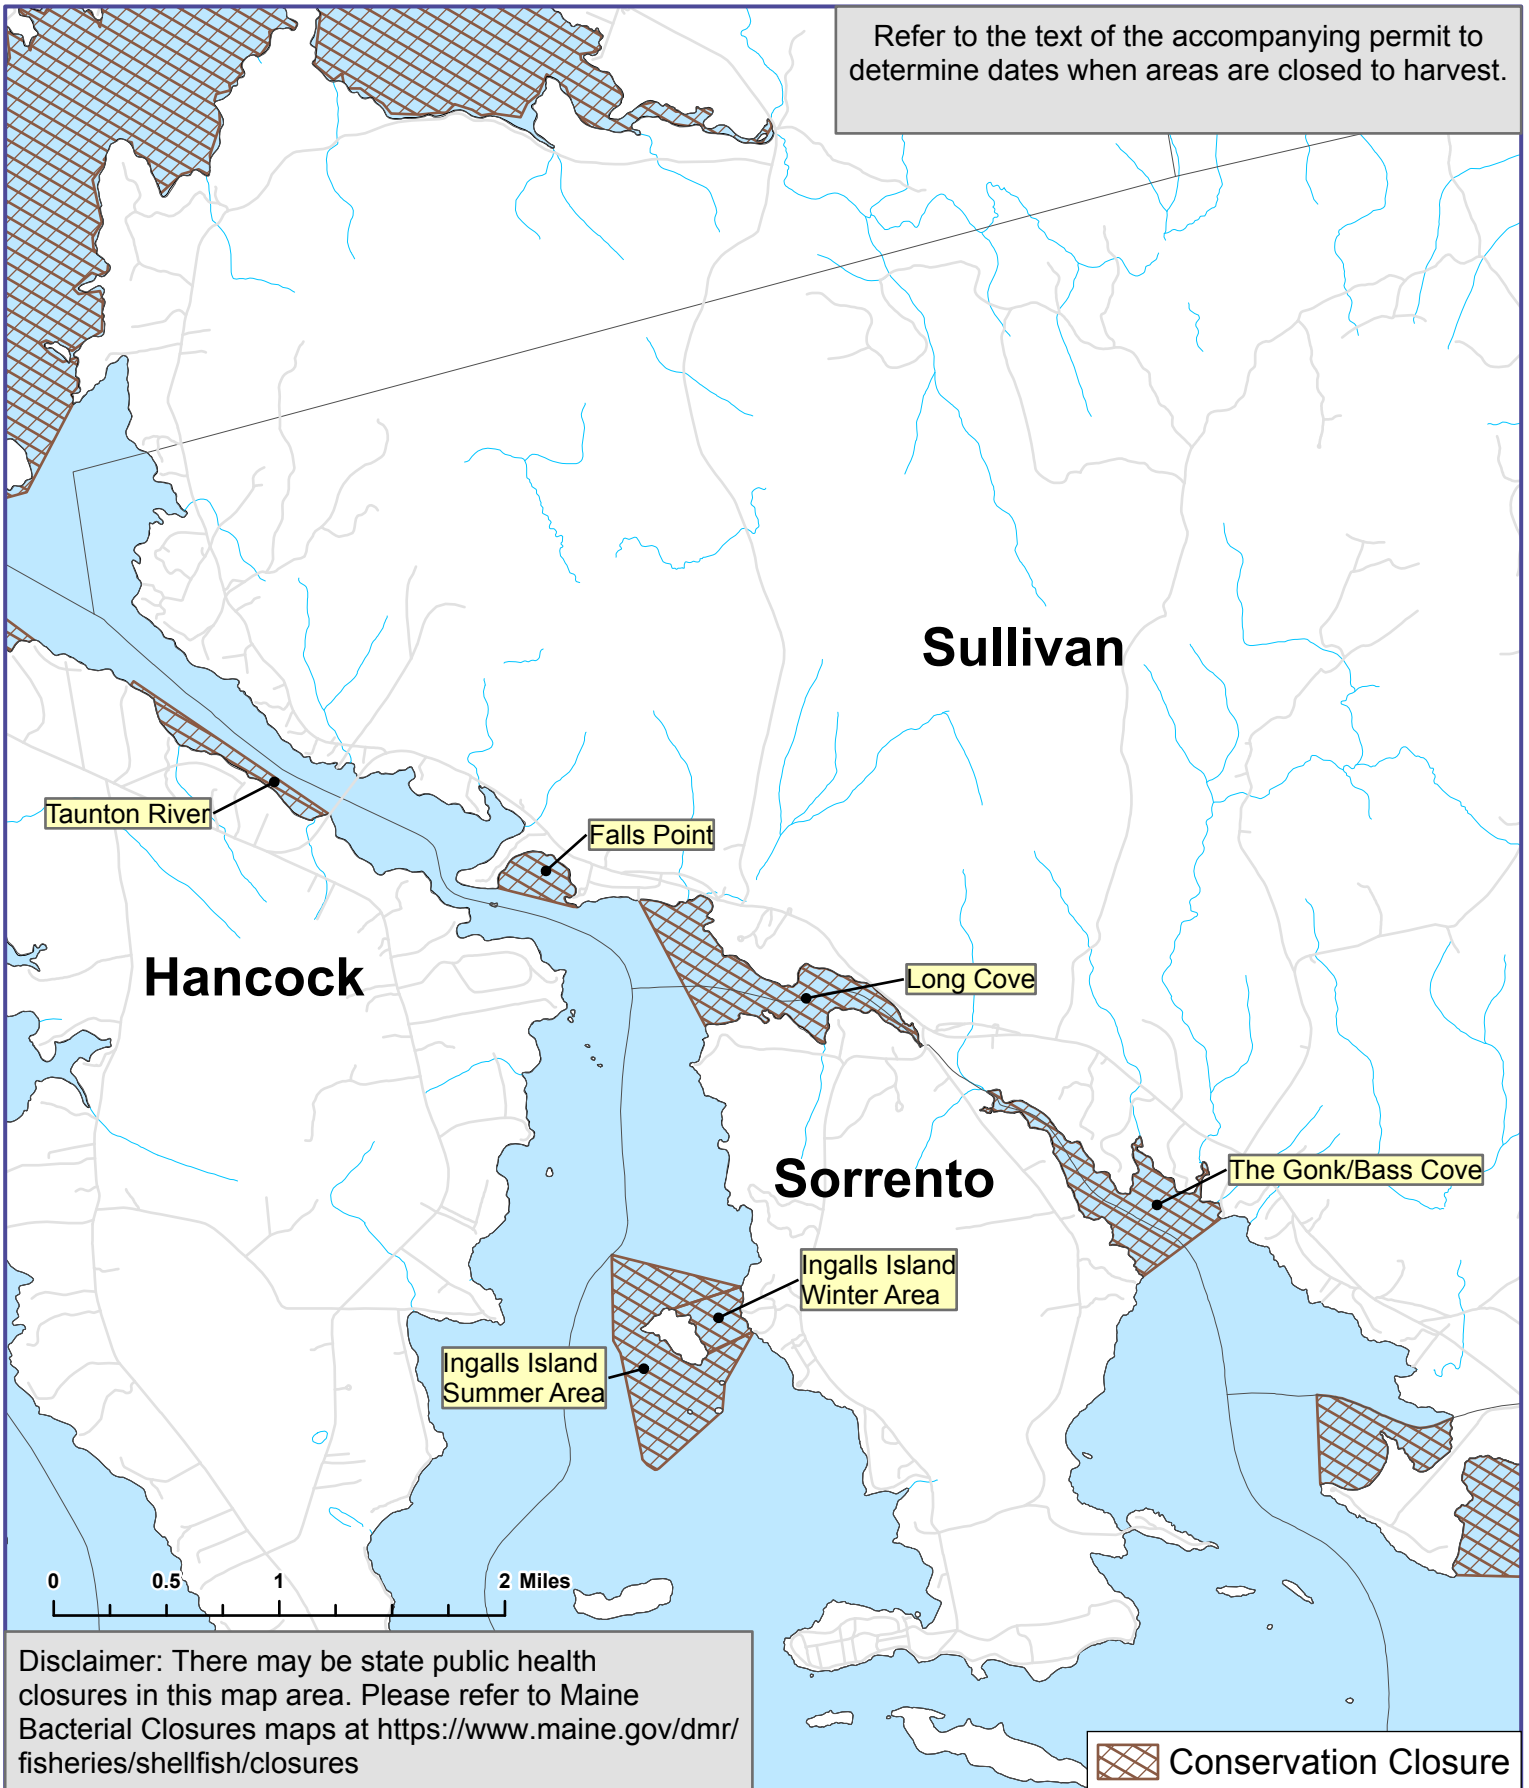 Refer to the text of the accompanying permit to
determine dates when areas are closed to harvest.
Sullivan
Taunton River
Falls Point
Hancock
Long Cove
Sorrento
The Gonk/Bass Cove
Ingalls Island
Winter Area
Ingalls Island
Summer Area
0 0.5 1 2 Miles
Disclaimer: There may be state public health
closures in this map area. Please refer to Maine
Bacterial Closures maps at https://www.maine.gov/dmr/
fisheries/shellfish/closures
Conservation Closure